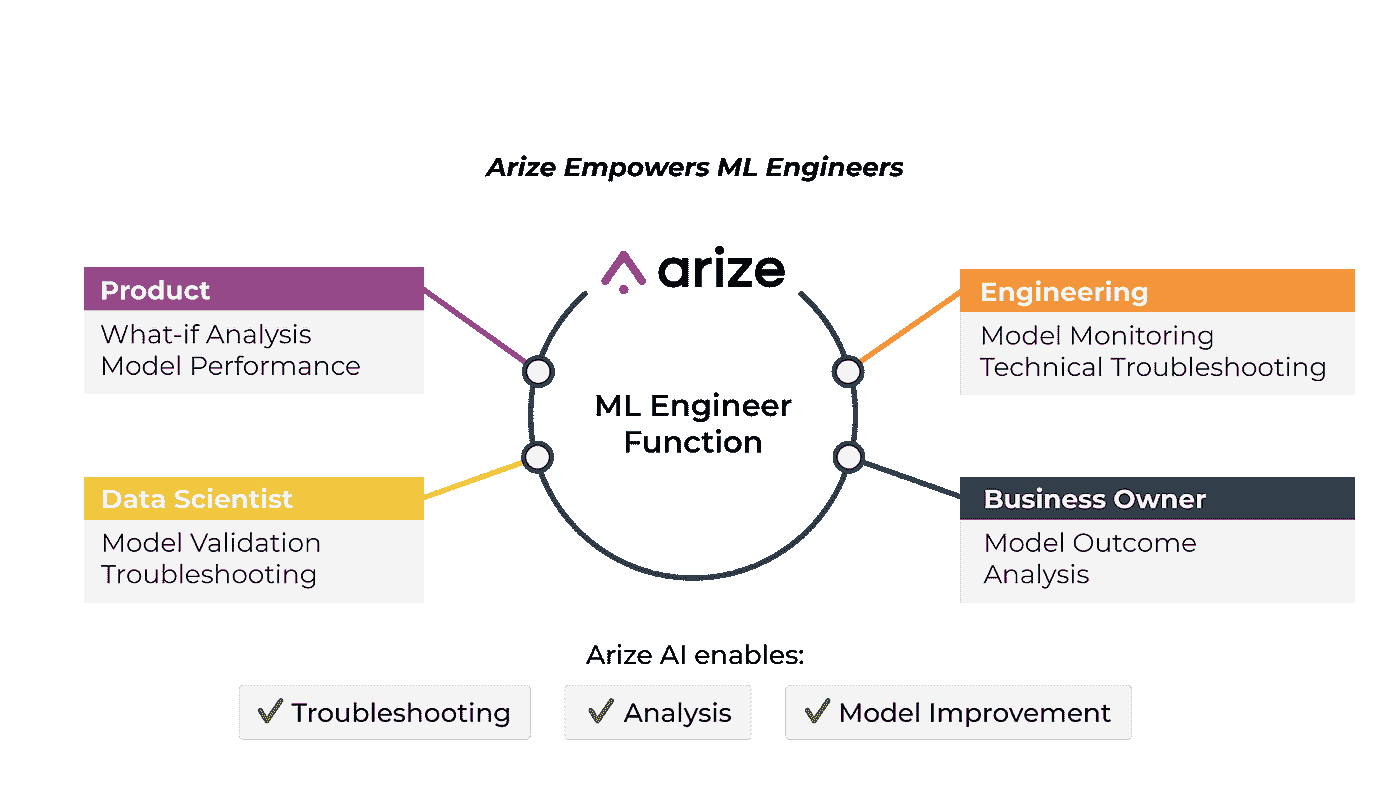 Arize Empowers ML Engineers
arize
Product
What-if Analysis
Model Performance
Engineering
Model Monitoring
Technical Troubleshooting
ML Engineer
Function
Data Scientist
Model Validation
Troubleshooting
Business Owner
Model Outcome
Analysis
Arize AI enables:
Troubleshooting
Analysis
Model Improvement